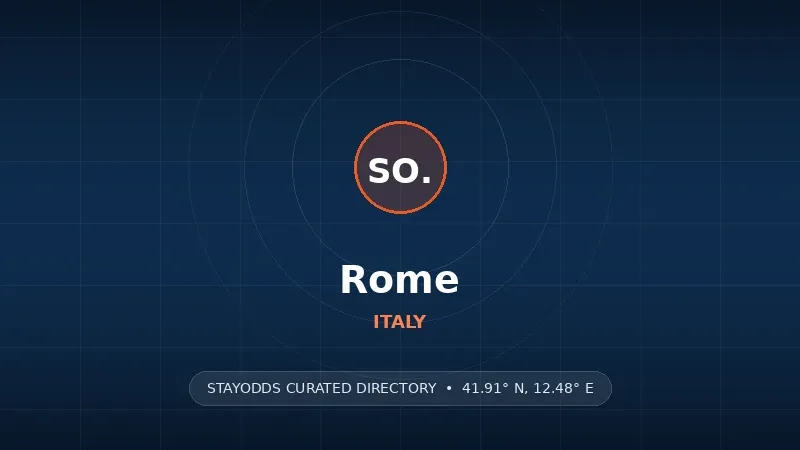 SO.
Rome
ITALY
STAYODDS CURATED DIRECTORY • 41.91° N, 12.48° E